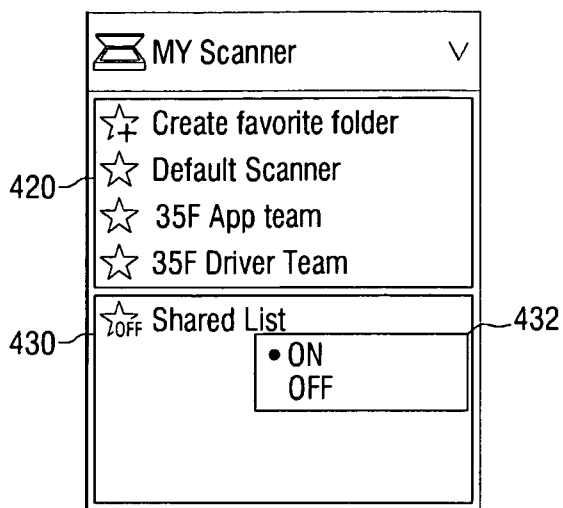 MY Scanner V
Create favorite folder
420 Default Scanner
35F App team
35F Driver Team
OFF Shared List 432
430 • ON
OFF